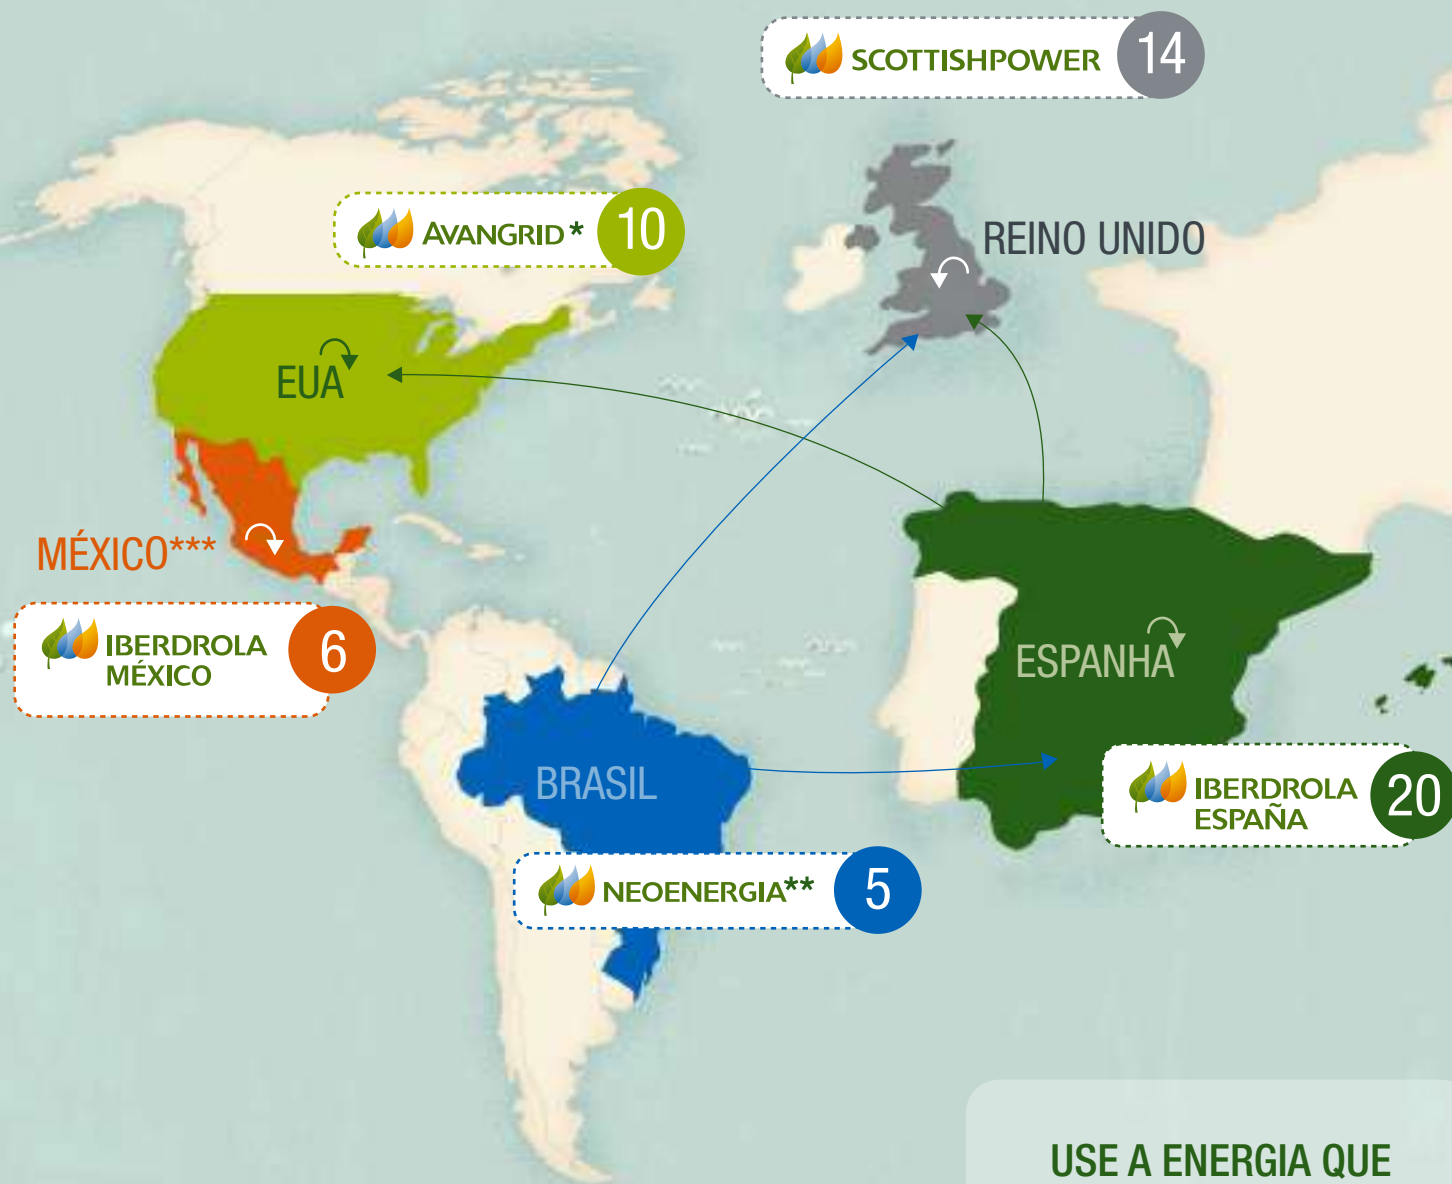 SCOTTISHPOWER 14
AVANGRID* 10
REINO UNIDO
EUA
MÉXICO***
IBERDROLA
MÉXICO
6
ESPANHA
BRASIL
IBERDROLA
ESPAÑA
20
NEOENERGIA** 5
USE A ENERGIA QUE